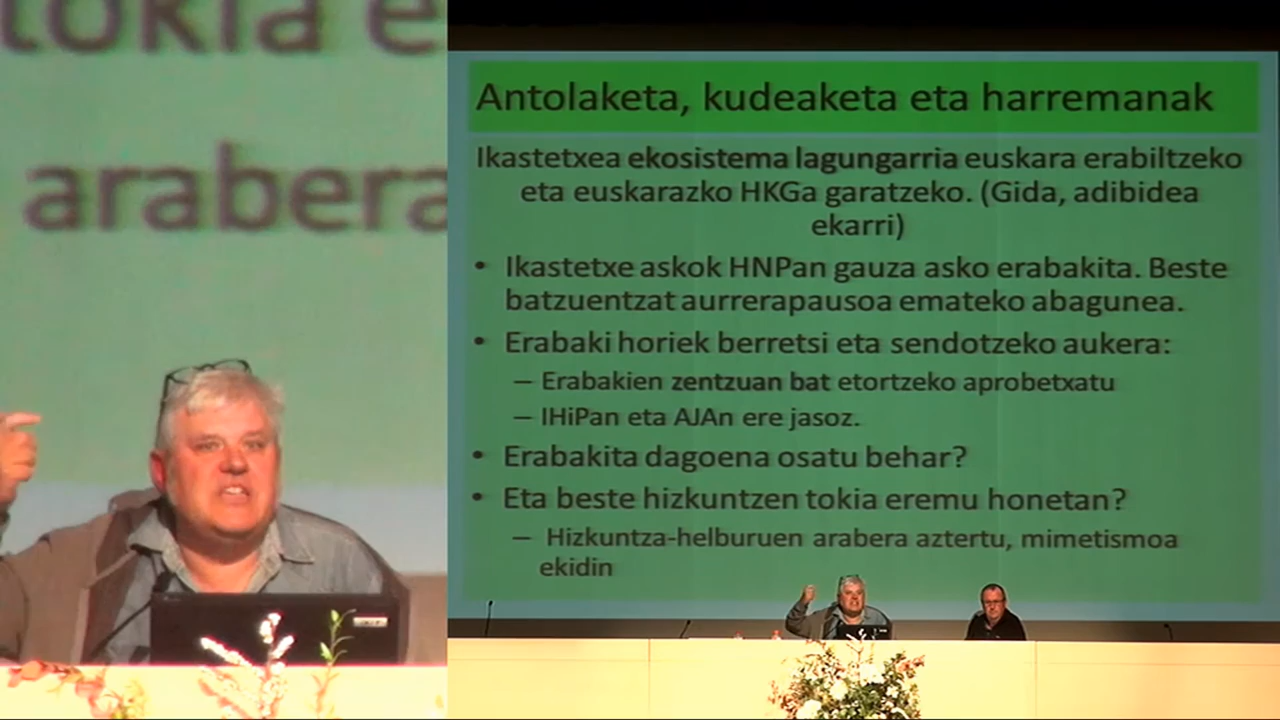 tokia e
arabera
Antolaketa, kudeaketa eta harremanak
Ikastetxea ekosistema lagungarria euskara erabiltzeko
eta euskarazko HKGa garatzeko. (Gida, adibidea
ekarri)
• Ikastetxe askok HNPan gauza asko erabakita. Beste
batzuentzat aurrerapausoa emateko abagunea.
• Erabaki horiek berretsi eta sendotzeko aukera:
– Erabakien zentzuan bat etortzeko aprobetxatu
– IHiPan eta AJAn ere jasoz.
• Erabakita dagoena osatu behar?
• Eta beste hizkuntzen tokia eremu honetan?
– Hizkuntza-helburuen arabera aztertu, mimetismoa
ekidin